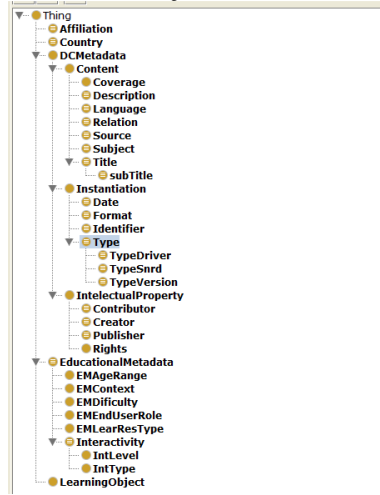 Thing
Affiliation
Country
DCMetadata
Content
Coverage
Description
Language
Relation
Source
Subject
Title
subTitle
Instantiation
Date
Format
Identifier
Type
TypeDriver
TypeSnrd
TypeVersion
IntelectualProperty
Contributor
Creator
Publisher
Rights
EducationalMetadata
EMAgeRange
EMContext
EMDificulty
EMEndUserRole
EMLearResType
Interactivity
IntLevel
IntType
LearningObject